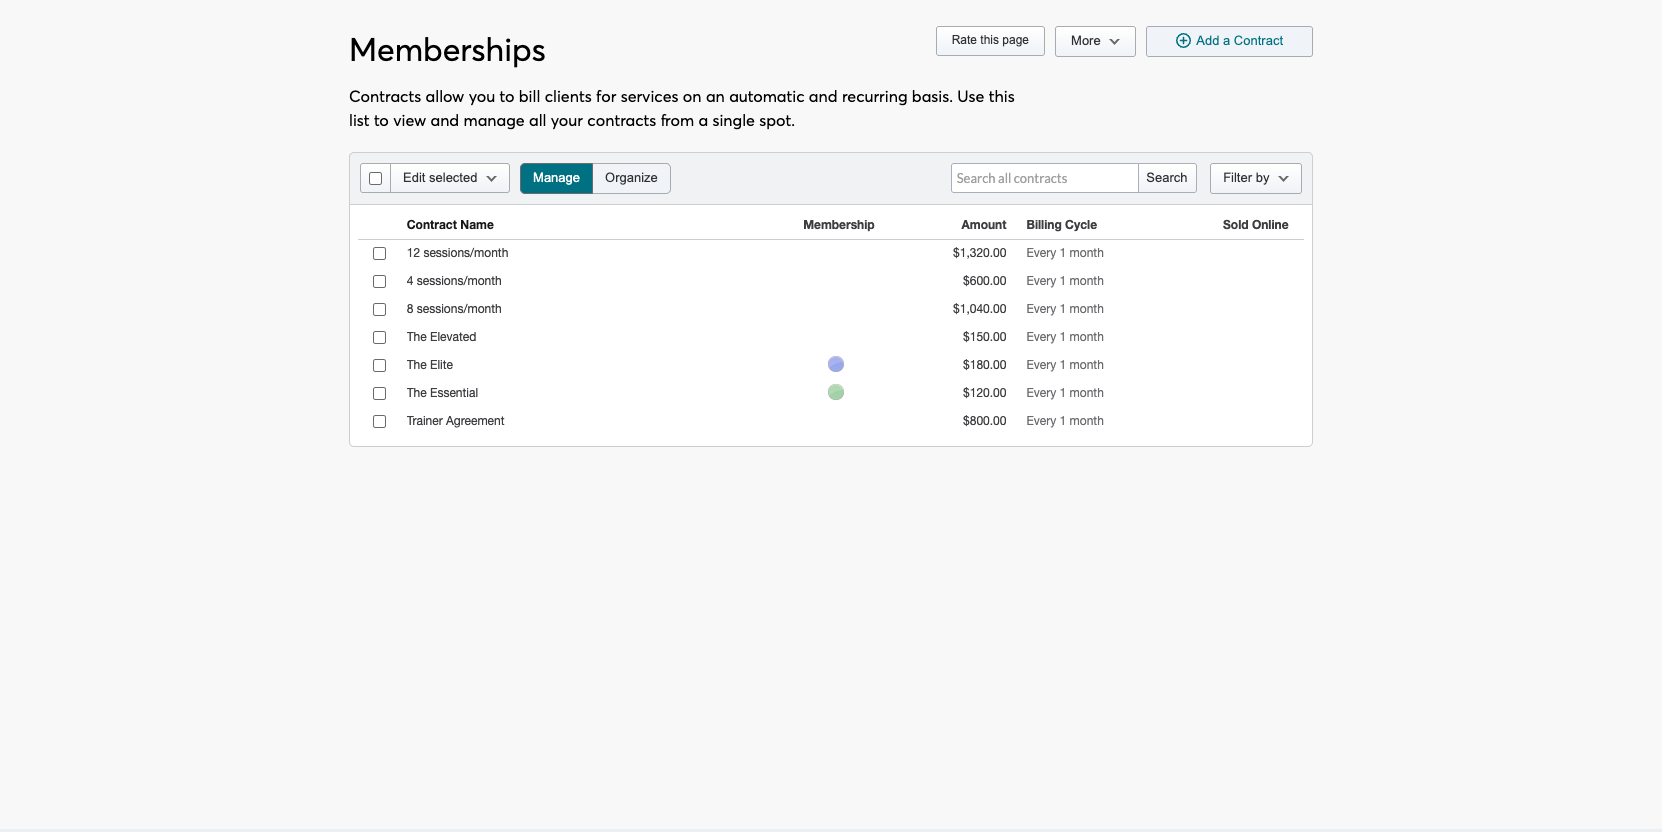 Memberships
Rate this page
More
Add a Contract
Contracts allow you to bill clients for services on an automatic and recurring basis. Use this
list to view and manage all your contracts from a single spot.
Edit selected
Manage
Organize
Search all contracts
Search
Filter by
Contract Name Membership Amount Billing Cycle Sold Online
12 sessions/month $1,320.00 Every 1 month
4 sessions/month $600.00 Every 1 month
8 sessions/month $1,040.00 Every 1 month
The Elevated $150.00 Every 1 month
The Elite $180.00 Every 1 month
The Essential $120.00 Every 1 month
Trainer Agreement $800.00 Every 1 month